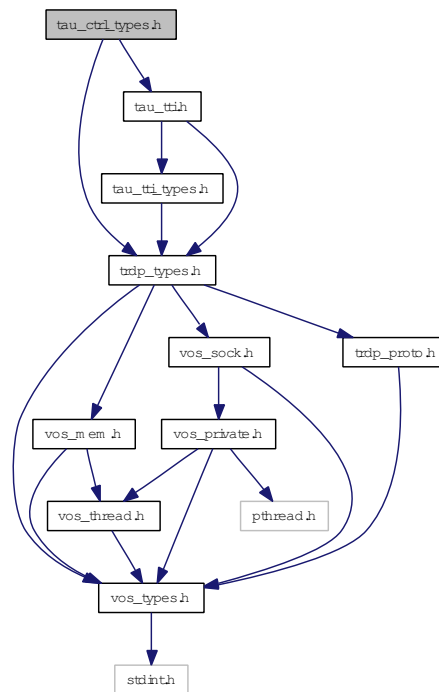 tau_ctrl_types.h
tau_tti.h
tau_tti_types.h
trdp_types.h
vos_sock.h
trdp_proto.h
vos_mem.h
vos_private.h
vos_thread.h
pthread.h
vos_types.h
stdint.h